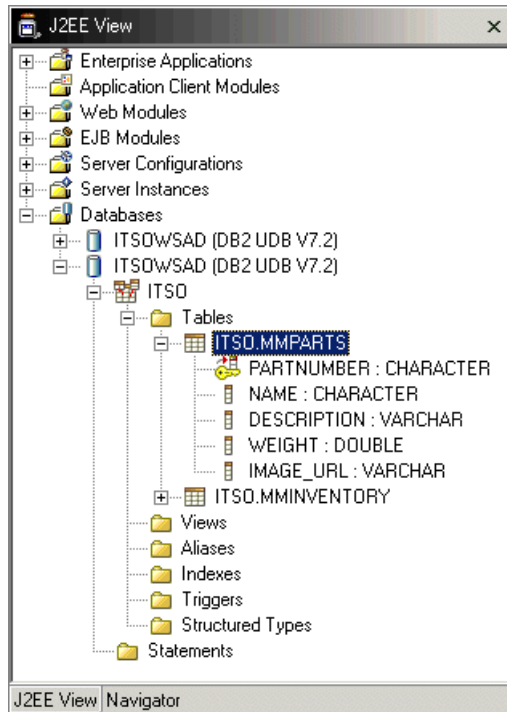 J2EE View
Enterprise Applications
Application Client Modules
Web Modules
EJB Modules
Server Configurations
Server Instances
Databases
ITSOWSAD (DB2 UDB V7.2)
ITSOWSAD (DB2 UDB V7.2)
ITSO
Tables
ITSO.MMPARTS
PARTNUMBER : CHARACTER
NAME : CHARACTER
DESCRIPTION : VARCHAR
WEIGHT : DOUBLE
IMAGE_URL : VARCHAR
ITSO.MMINVENTORY
Views
Aliases
Indexes
Triggers
Structured Types
Statements
J2EE View Navigator